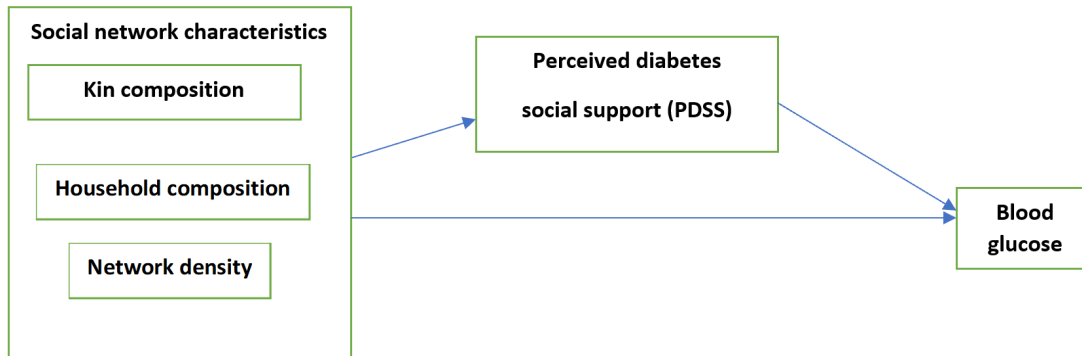 Social network characteristics
Kin composition
Household composition
Network density
Perceived diabetes
social support (PDSS)
Blood
glucose